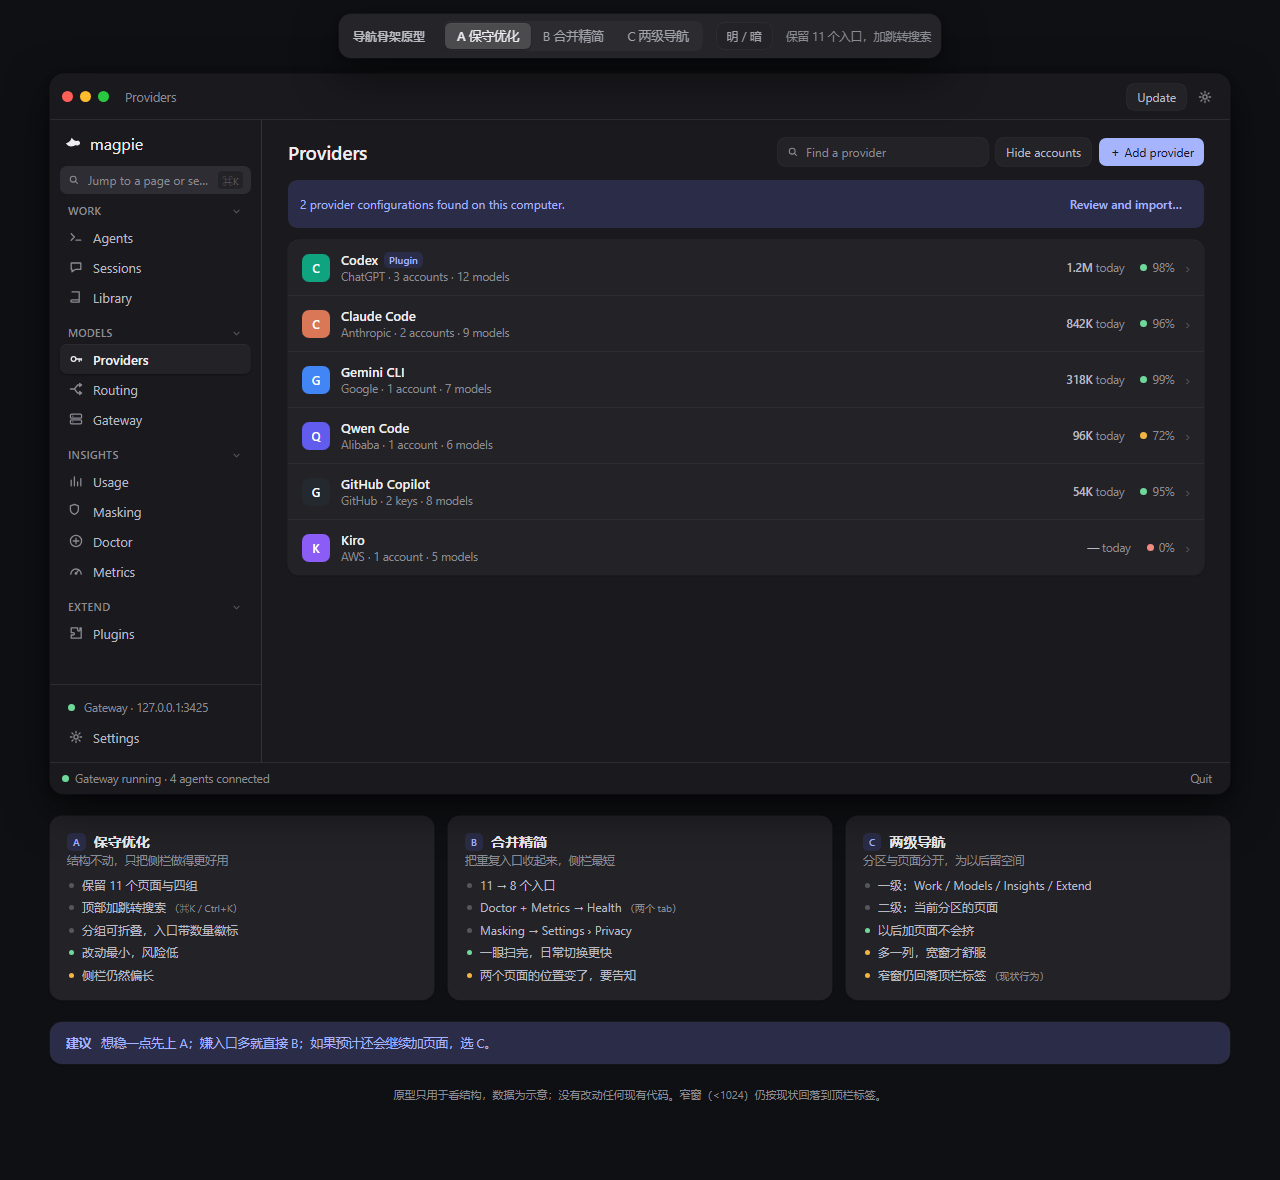 导航骨架原型 A 保守优化 B 合并精简 C 两级导航 明 / 暗 保留 11 个入口，加跳转搜索
Providers Update
magpie
Jump to a page or se... ⌘K
WORK
Agents
Sessions
Library
MODELS
Providers
Routing
Gateway
INSIGHTS
Usage
Masking
Doctor
Metrics
EXTEND
Plugins
Gateway · 127.0.0.1:3425
Settings
Providers Find a provider Hide accounts + Add provider
2 provider configurations found on this computer. Review and import...
C Codex Plugin
ChatGPT · 3 accounts · 12 models
1.2M today 98%
C Claude Code
Anthropic · 2 accounts · 9 models
842K today 96%
G Gemini CLI
Google · 1 account · 7 models
318K today 99%
Q Qwen Code
Alibaba · 1 account · 6 models
96K today 72%
G GitHub Copilot
GitHub · 2 keys · 8 models
54K today 95%
K Kiro
AWS · 1 account · 5 models
— today 0%
Gateway running · 4 agents connected Quit
A 保守优化
结构不动，只把侧栏做得更好用
保留 11 个页面与四组
顶部加跳转搜索 （⌘K / Ctrl+K）
分组可折叠，入口带数量徽标
改动最小，风险低
侧栏仍然偏长
B 合并精简
把重复入口收起来，侧栏最短
11 → 8 个入口
Doctor + Metrics → Health （两个 tab）
Masking → Settings › Privacy
一眼扫完，日常切换更快
两个页面的位置变了，要告知
C 两级导航
分区与页面分开，为以后留空间
一级：Work / Models / Insights / Extend
二级：当前分区的页面
以后加页面不会挤
多一列，宽窗才舒服
窄窗仍回落顶栏标签 （现状行为）
建议 想稳一点先上 A；嫌入口多就直接 B；如果预计还会继续加页面，选 C。
原型只用于看结构，数据为示意；没有改动任何现有代码。窄窗（<1024）仍按现状回落到顶栏标签。